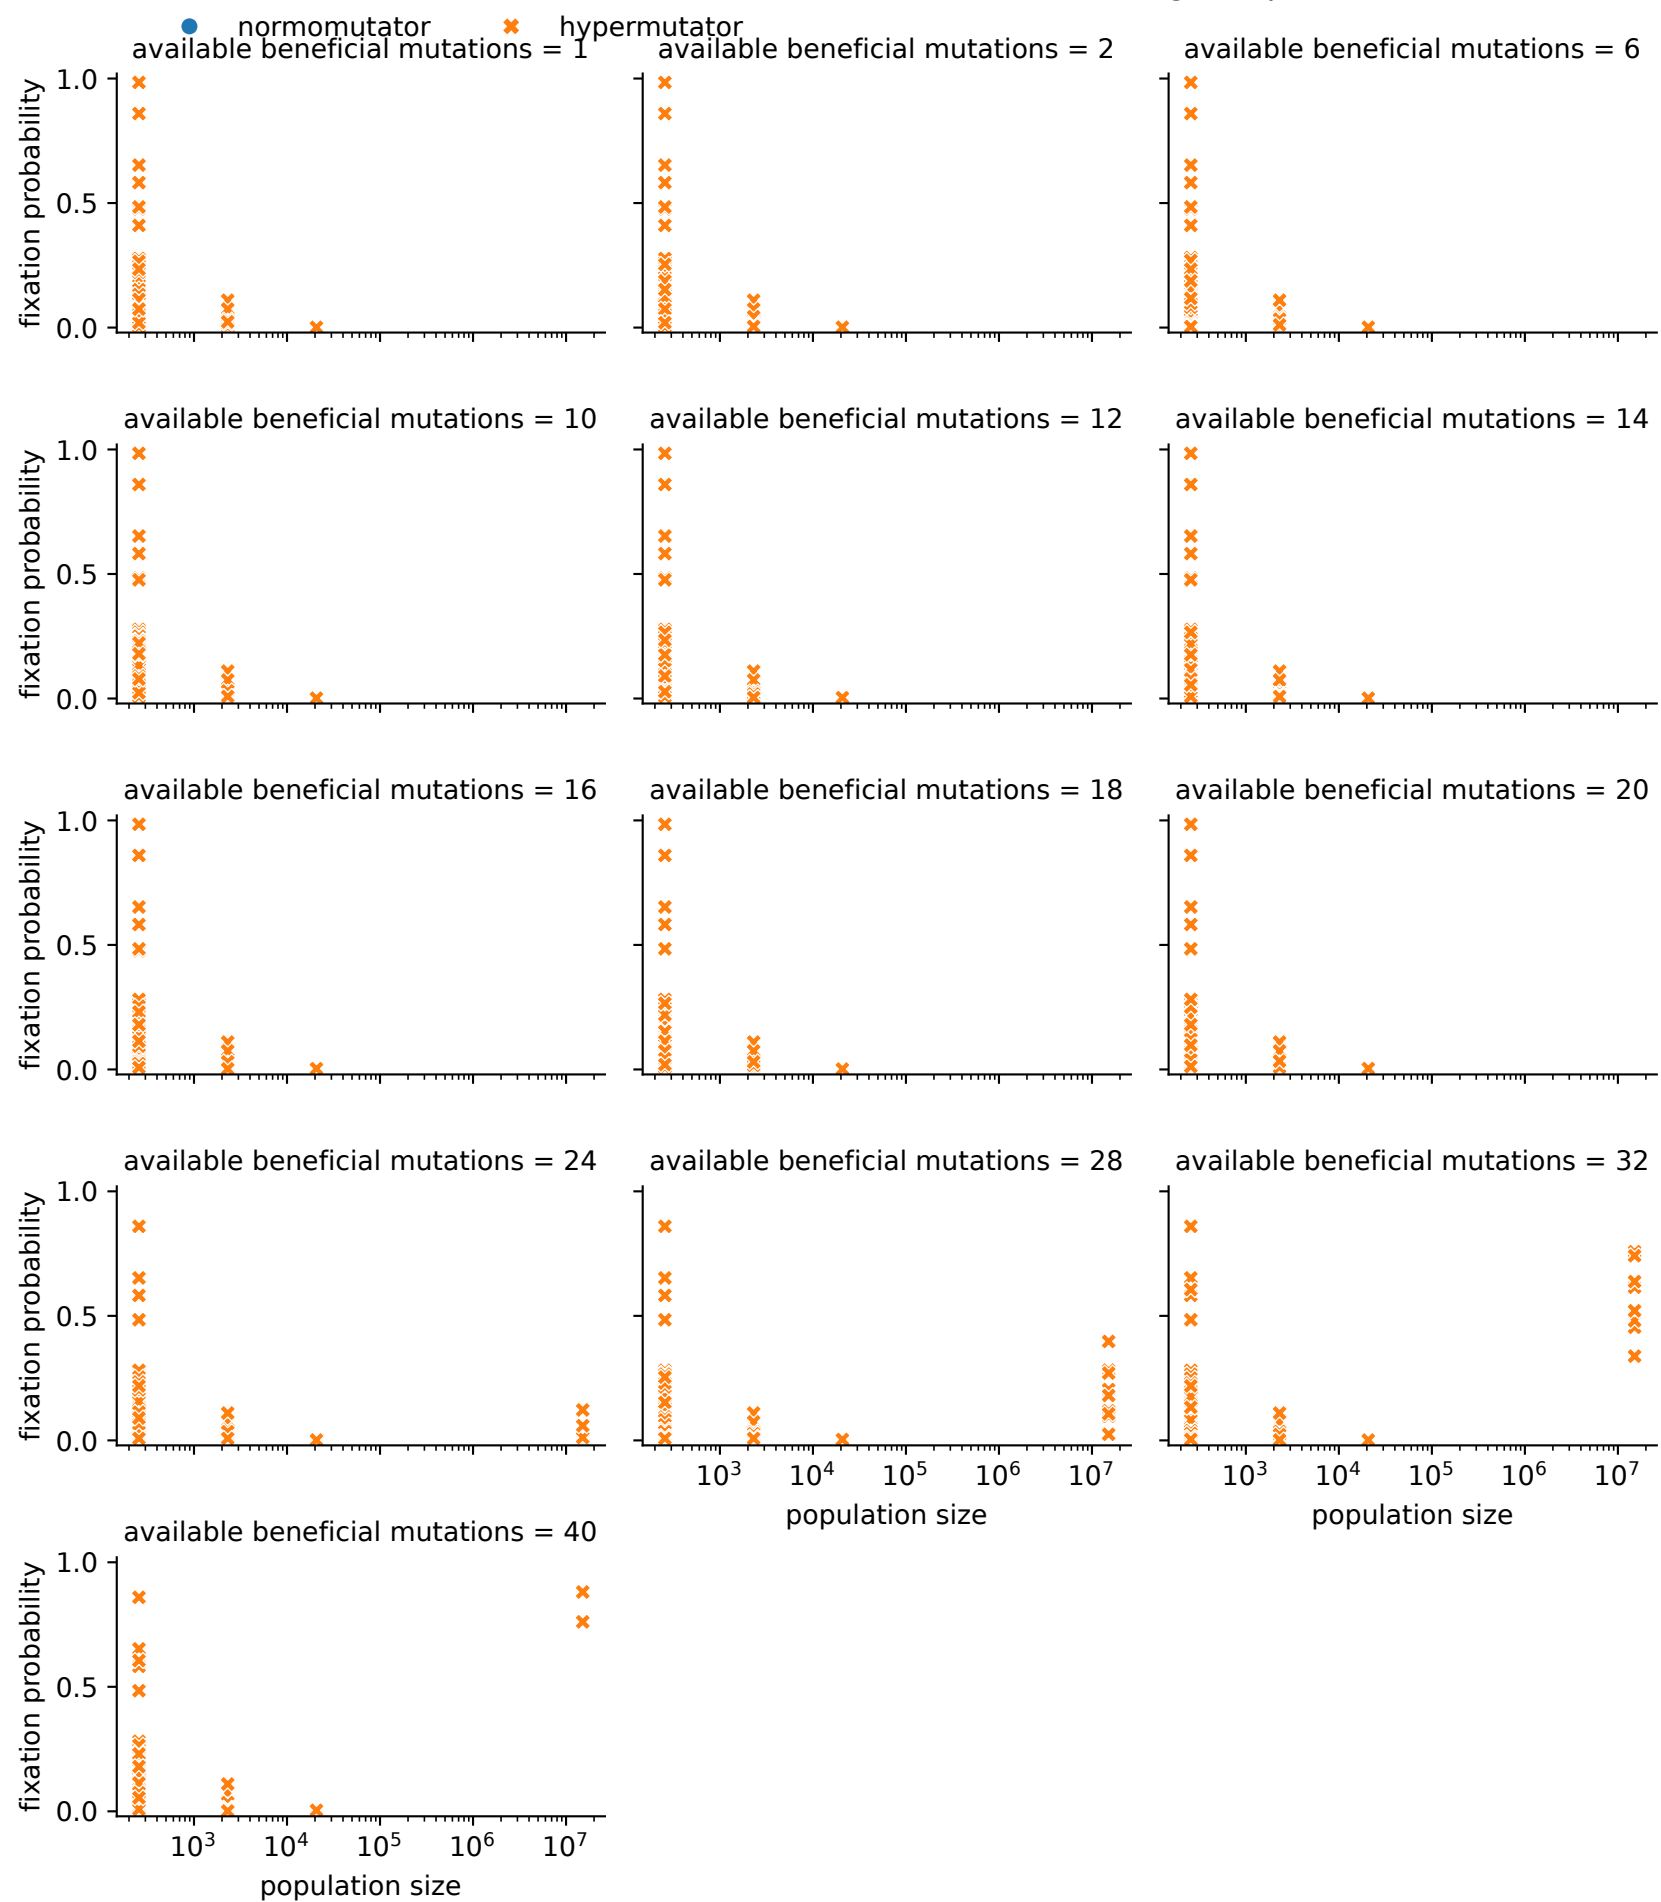 normomutator hypermutator
available beneficial mutations = 1 available beneficial mutations = 2 available beneficial mutations = 6
fixation probability
1.0
0.5
0.0
available beneficial mutations = 10 available beneficial mutations = 12 available beneficial mutations = 14
fixation probability
1.0
0.5
0.0
available beneficial mutations = 16 available beneficial mutations = 18 available beneficial mutations = 20
fixation probability
1.0
0.5
0.0
available beneficial mutations = 24 available beneficial mutations = 28 available beneficial mutations = 32
fixation probability
1.0
0.5
0.0
10³ 10⁴ 10⁵ 10⁶ 10⁷ 10³ 10⁴ 10⁵ 10⁶ 10⁷
population size population size
available beneficial mutations = 40
fixation probability
1.0
0.5
0.0
10³ 10⁴ 10⁵ 10⁶ 10⁷
population size